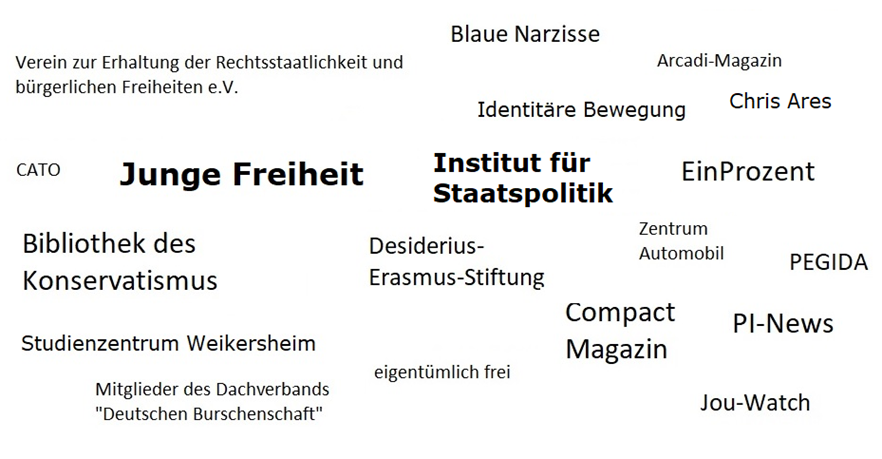 Blaue Narzisse
Verein zur Erhaltung der Rechtsstaatlichkeit und
bürgerlichen Freiheiten e.V.
Arcadi-Magazin
Identitäre Bewegung
Chris Ares
CATO
Junge Freiheit
Institut für
Staatspolitik
EinProzent
Bibliothek des
Konservatismus
Desiderius-
Erasmus-Stiftung
Zentrum
Automobil
PEGIDA
Compact
Magazin
PI-News
Studienzentrum Weikersheim
eigentümlich frei
Mitglieder des Dachverbands
"Deutschen Burschenschaft"
Jou-Watch